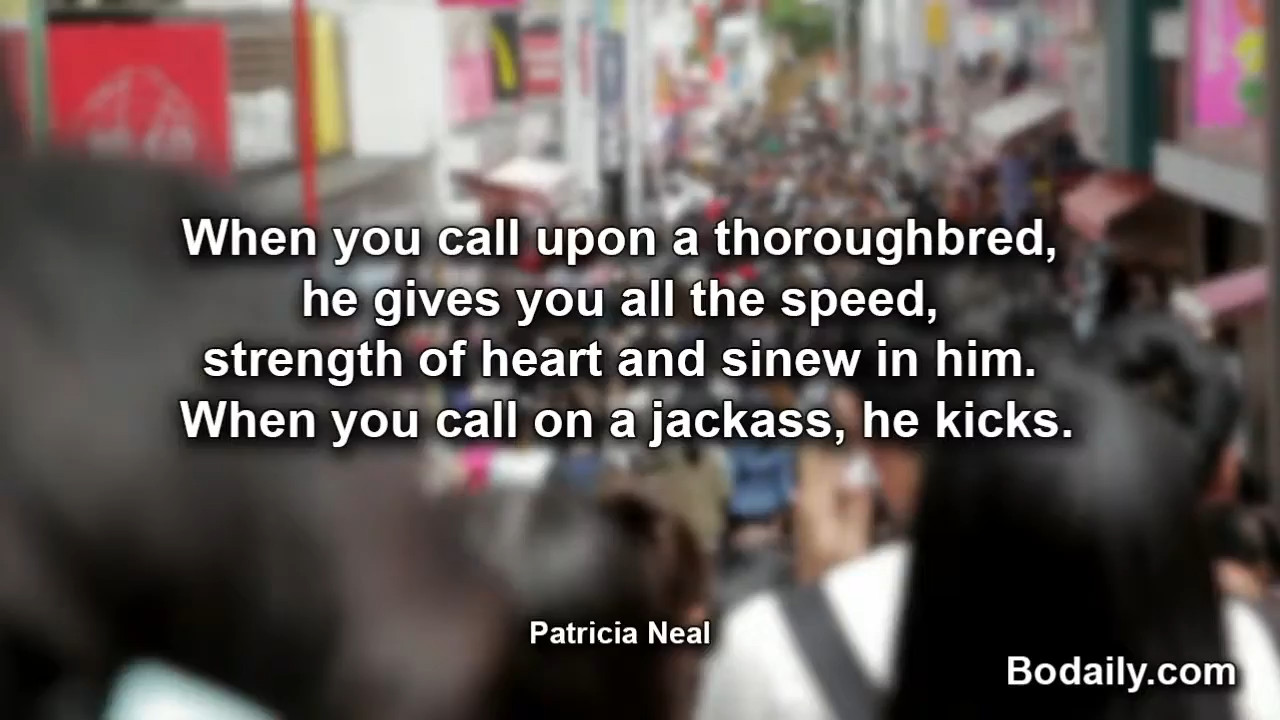 When you call upon a thoroughbred,
he gives you all the speed,
strength of heart and sinew in him.
When you call on a jackass, he kicks.
Patricia Neal
Bodaily.com